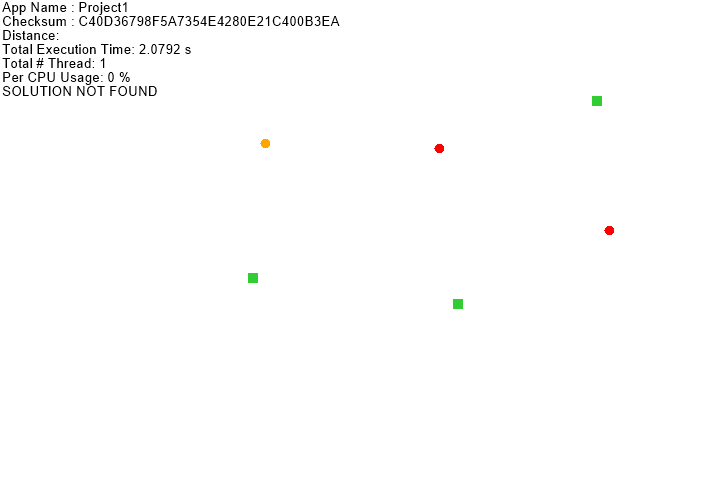 App Name : Project1
Checksum : C40D36798F5A7354E4280E21C400B3EA
Distance:
Total Execution Time: 2.0792 s
Total # Thread: 1
Per CPU Usage: 0 %
SOLUTION NOT FOUND